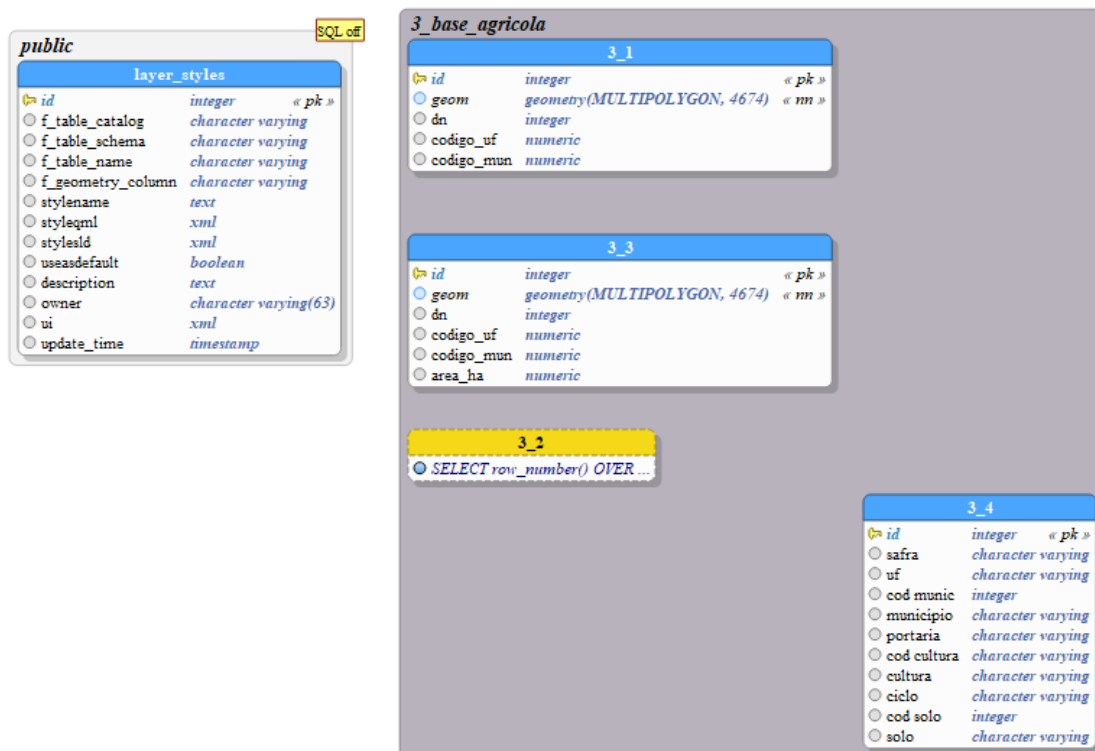 SQL off
public
layer_styles
id integer « pk »
f_table_catalog character varying
f_table_schema character varying
f_table_name character varying
f_geometry_column character varying
stylename text
styleqml xml
stylesld xml
useasdefault boolean
description text
owner character varying(63)
ui xml
update_time timestamp
3_base_agricola
3_1
id integer « pk »
geom geometry(MULTIPOLYGON, 4674) « nn »
dn integer
codigo_uf numeric
codigo_mun numeric
3_3
id integer « pk »
geom geometry(MULTIPOLYGON, 4674) « nn »
dn integer
codigo_uf numeric
codigo_mun numeric
area_ha numeric
3_2
SELECT row_number() OVER ...
3_4
id integer « pk »
safra character varying
uf character varying
cod munic integer
municipio character varying
portaria character varying
cod cultura character varying
cultura character varying
ciclo character varying
cod solo integer
solo character varying